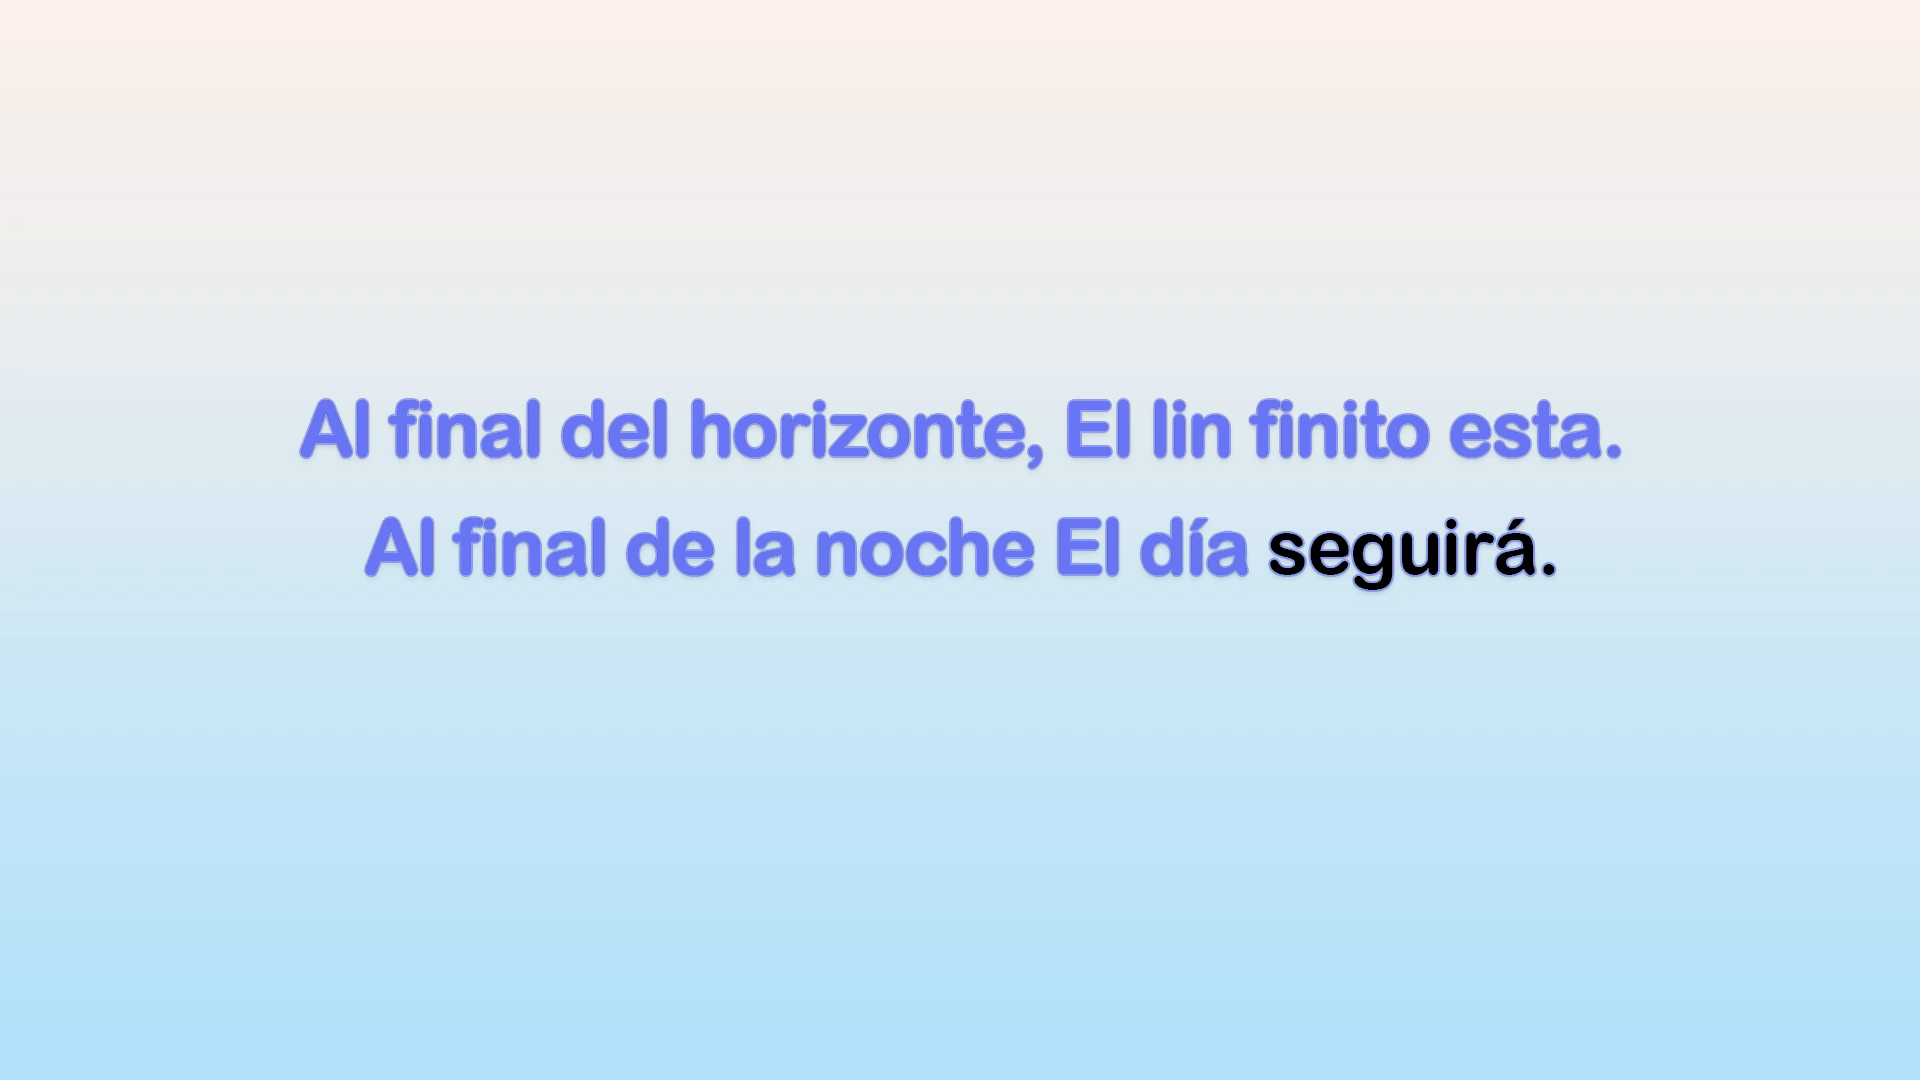 Al final del horizonte, El lin finito esta.
Al final de la noche El día seguirá.